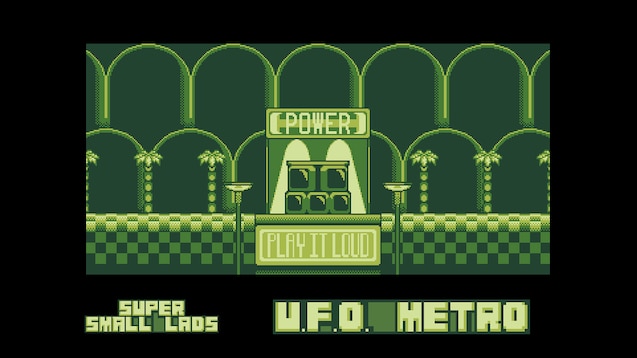 POWER
PLAY IT LOUD
SUPER
SMALL LADS
U.F.O. METRO